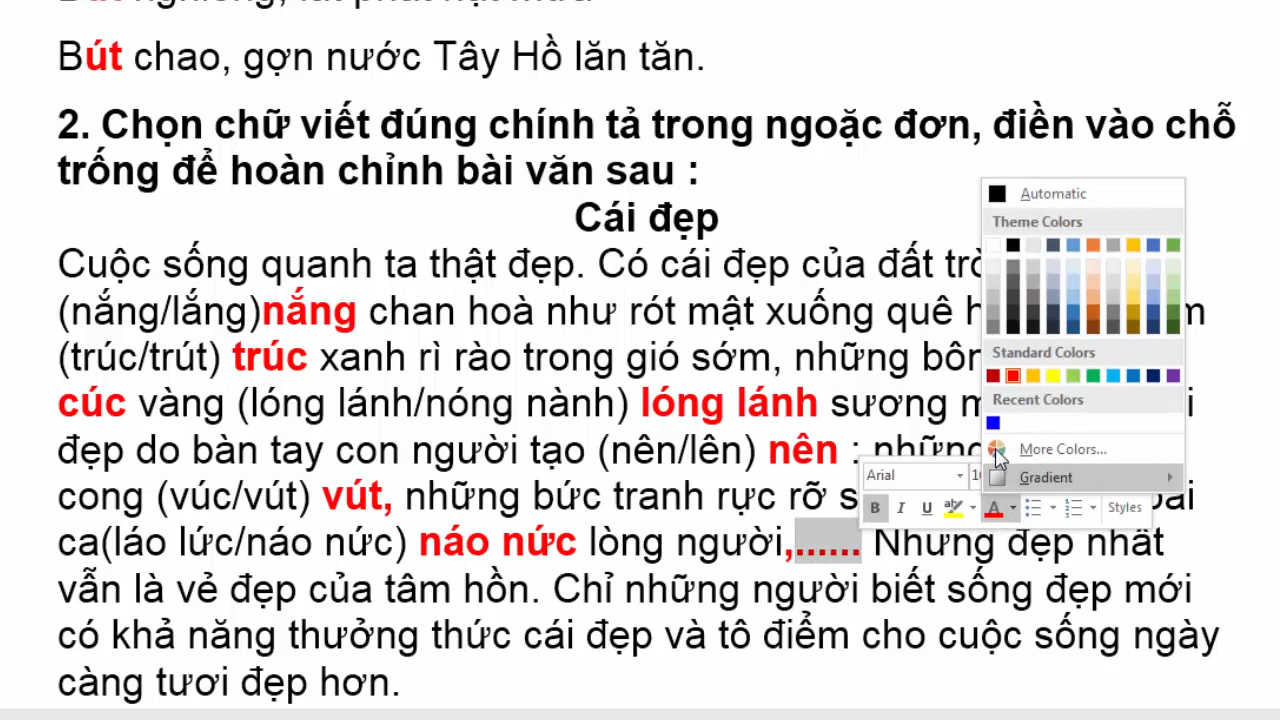 Bút chao, gợn nước Tây Hồ lăn tăn.
2. Chọn chữ viết đúng chính tả trong ngoặc đơn, điền vào chỗ
trống để hoàn chỉnh bài văn sau :
Cái đẹp
Cuộc sống quanh ta thật đẹp. Có cái đẹp của đất
(nắng/lắng)nắng chan hoà như rót mật xuống quê
(trúc/trút) trúc xanh rì rào trong gió sớm, những
cúc vàng (lóng lánh/nóng nành) lóng lánh sương
đẹp do bàn tay con người tạo (nên/lên) nên : những
cong (vúc/vút) vút, những bức tranh rực rỡ
ca(láo lức/náo nức) náo nức lòng người,...... Nhưng đẹp nhất
vẫn là vẻ đẹp của tâm hồn. Chỉ những người biết sống đẹp mới
có khả năng thưởng thức cái đẹp và tô điểm cho cuộc sống ngày
càng tươi đẹp hơn.
Automatic
Theme Colors
Standard Colors
Recent Colors
More Colors...
Gradient
Arial
B I U ab A Styles